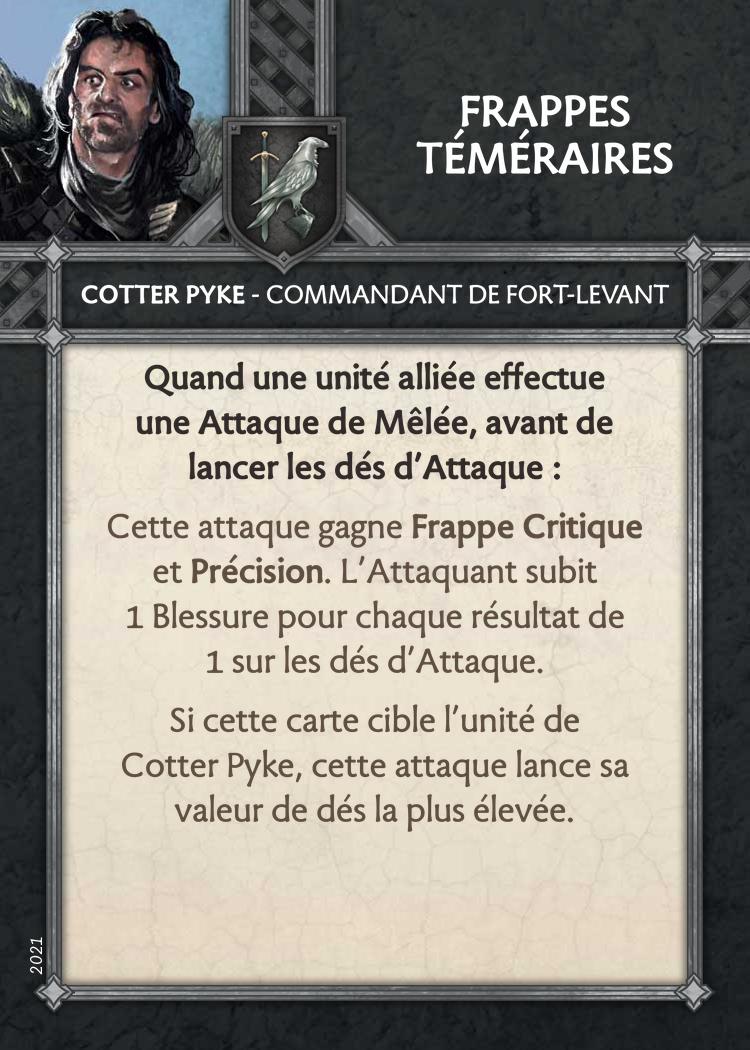 FRAPPES
TÉMÉRAIRES
COTTER PYKE - COMMANDANT DE FORT-LEVANT
Quand une unité alliée effectue
une Attaque de Mêlée, avant de
lancer les dés d’Attaque :
Cette attaque gagne Frappe Critique
et Précision. L’Attaquant subit
1 Blessure pour chaque résultat de
1 sur les dés d’Attaque.
Si cette carte cible l’unité de
Cotter Pyke, cette attaque lance sa
valeur de dés la plus élevée.
2021